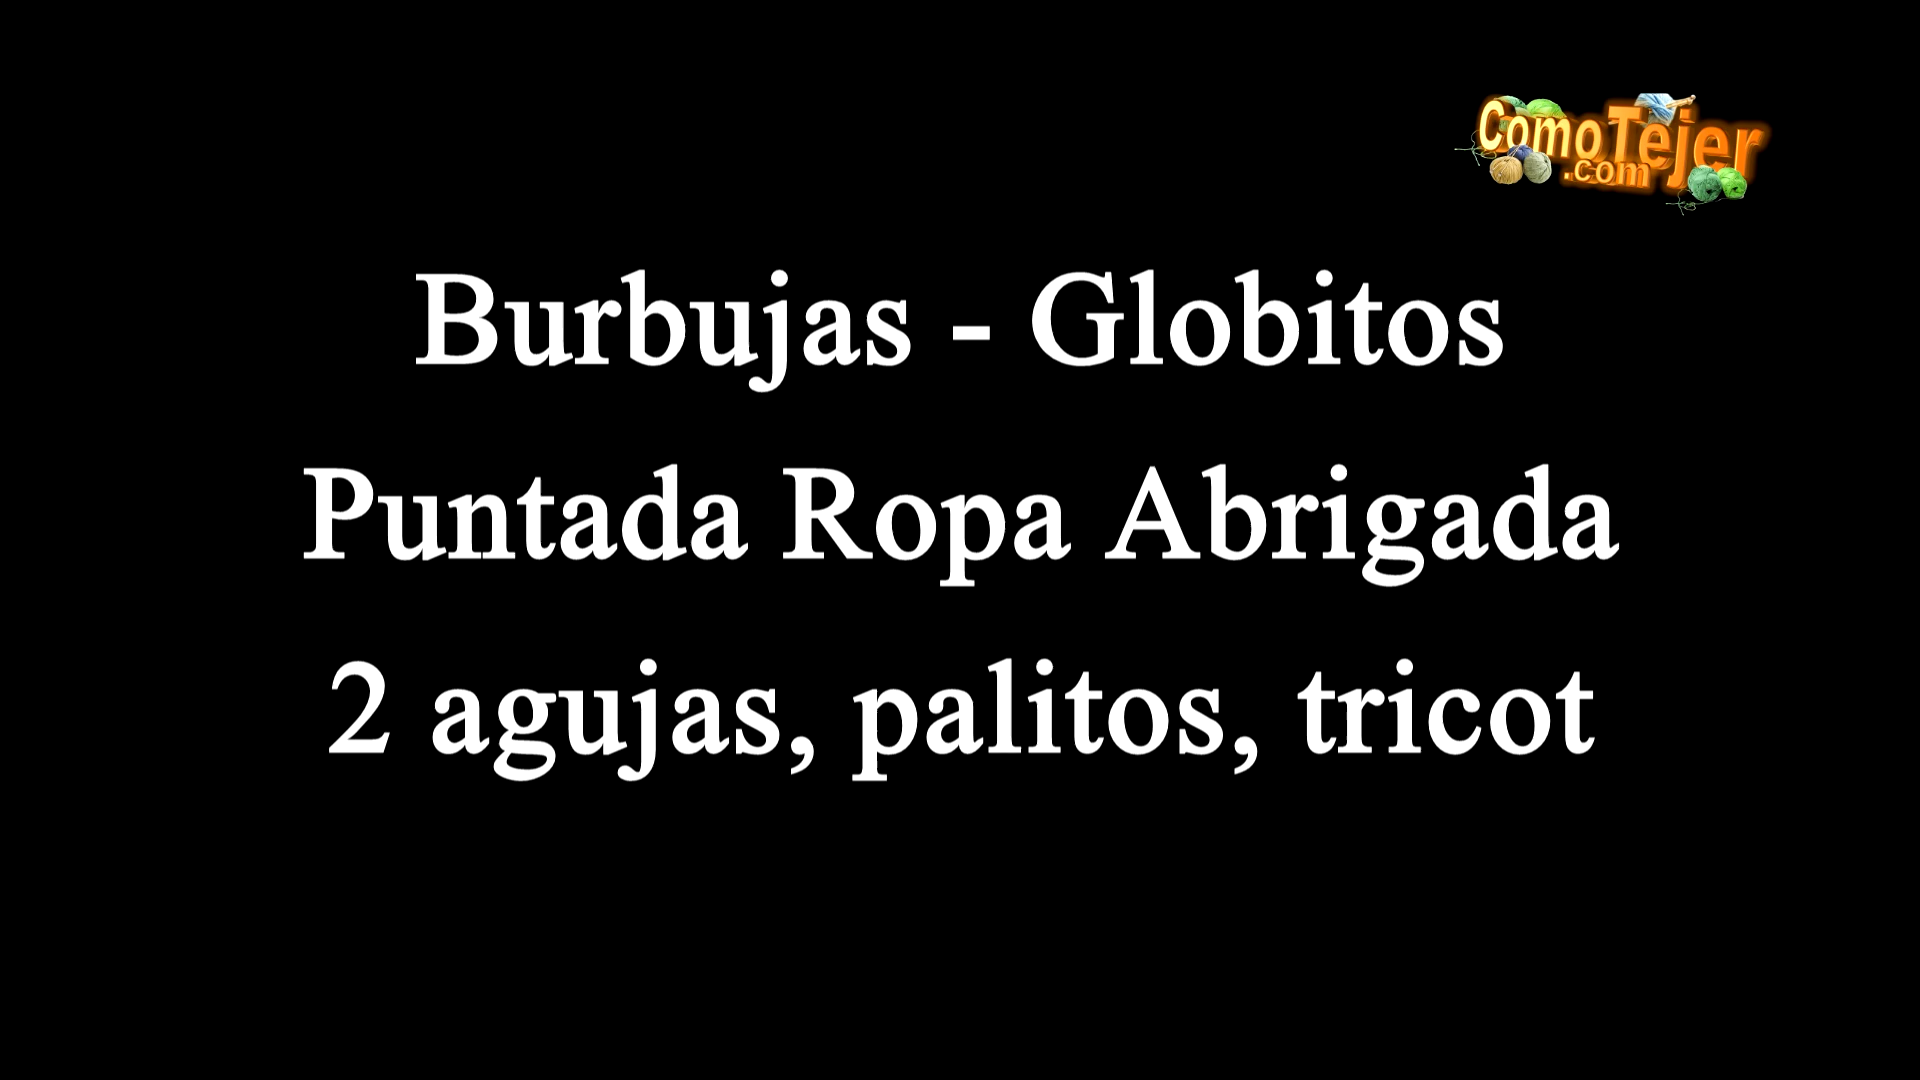 ComoTejer
.com
Burbujas - Globitos
Puntada Ropa Abrigada
2 agujas, palitos, tricot